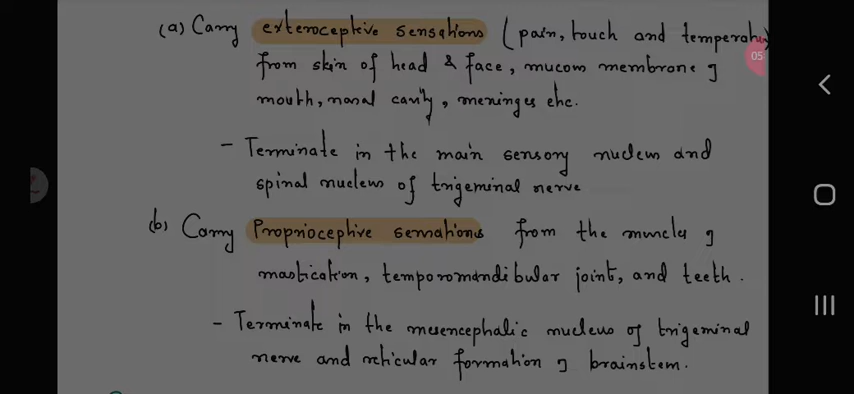 (a) Carry exteroceptive sensations (pain, touch and temperatu
from skin of head & face, mucous membrane of
mouth, nasal cavity, meninges etc.
05
- Terminate in the main sensory nucleus and
spinal nucleus of trigeminal nerve
(b) Carry Proprioceptive sensations from the muscles of
mastication, temporomandibular joint, and teeth.
- Terminate in the mesencephalic nucleus of trigeminal
nerve and reticular formation of brainstem.